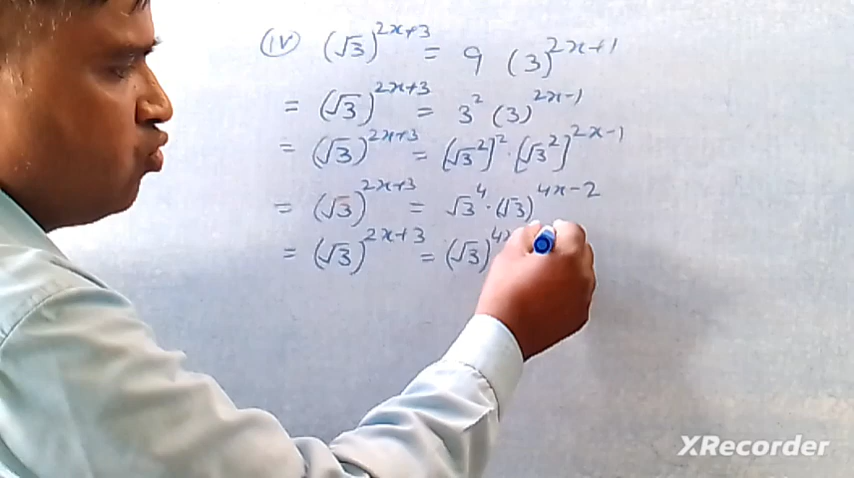 (iv) (√3)^{2x+3} = 9 (3)^{2x+1}
= (√3)^{2x+3} = 3^2 (3)^{2x-1}
= (√3)^{2x+3} = (√3^2)^2 . (√3^2)^{2x-1}
= (√3)^{2x+3} = √3^4 . (√3)^{4x-2}
= (√3)^{2x+3} = (√3)^{4x
XRecorder